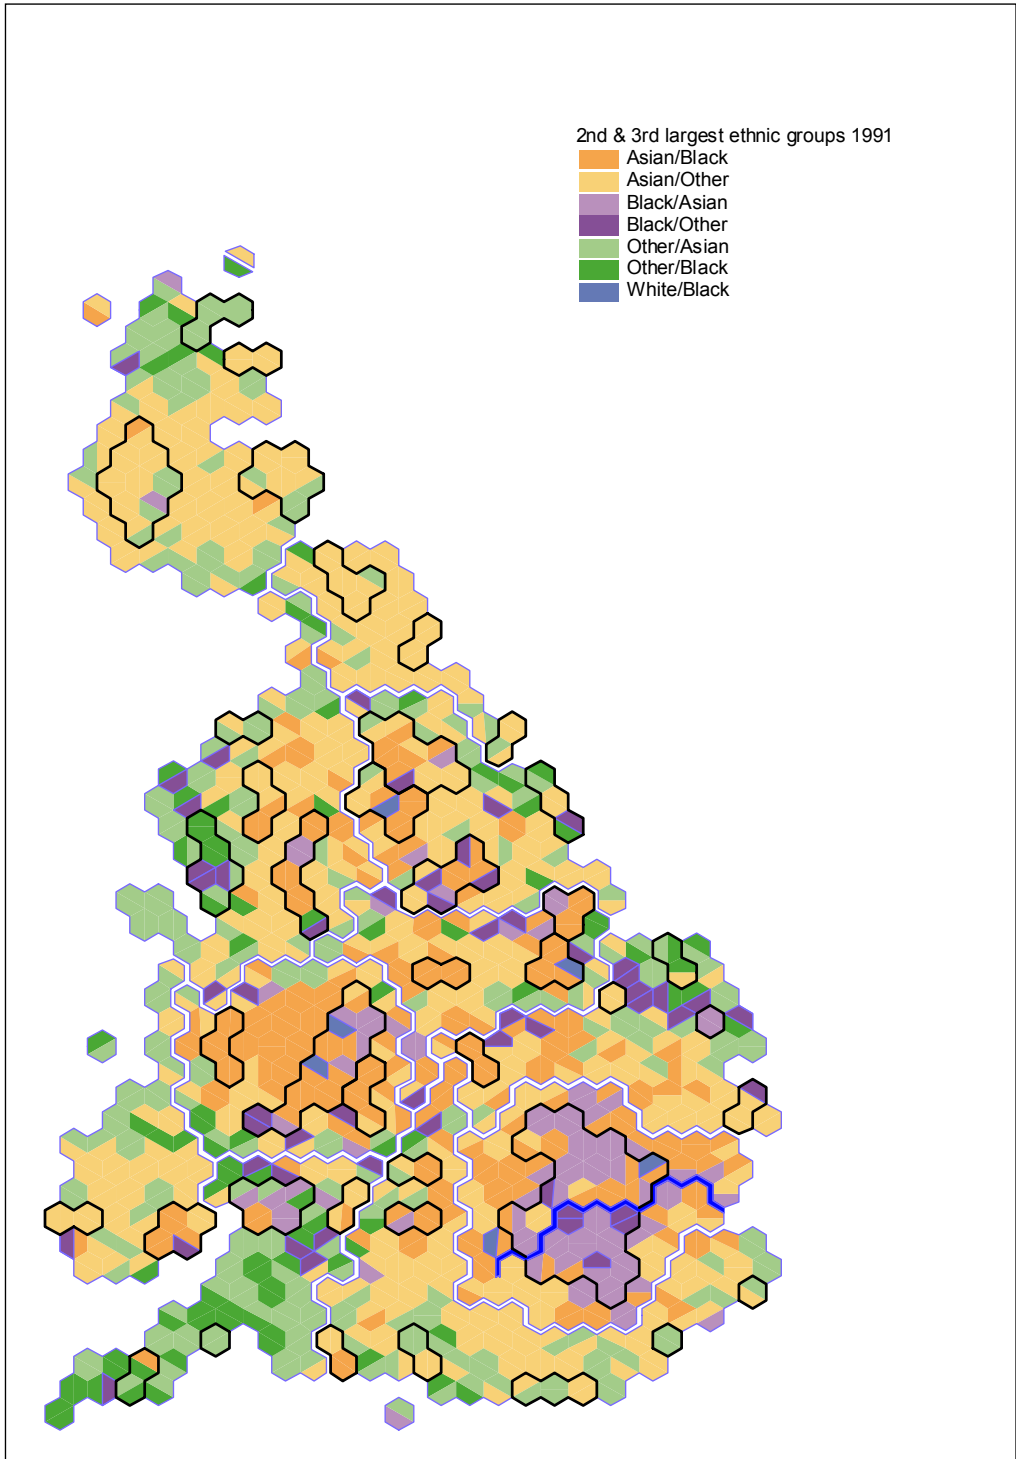 2nd & 3rd largest ethnic groups 1991
Asian/Black
Asian/Other
Black/Asian
Black/Other
Other/Asian
Other/Black
White/Black